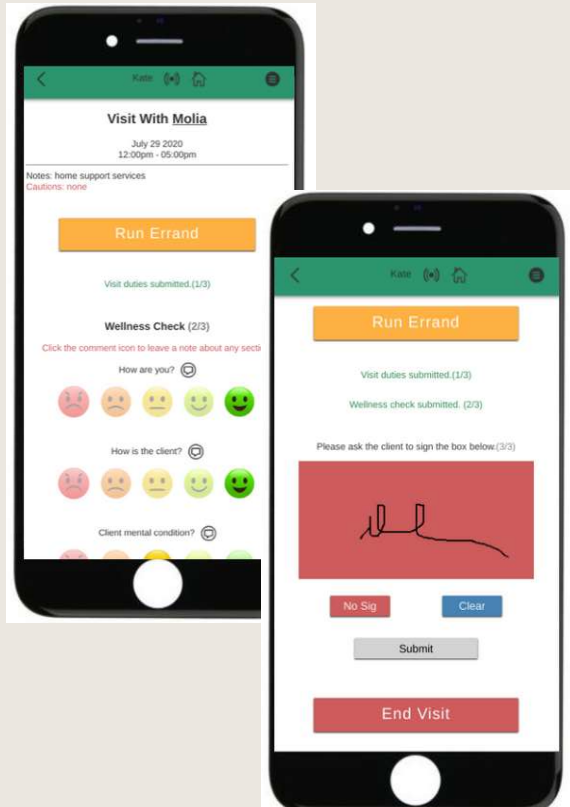 Kate
Visit With Molia
July 29 2020
12:00pm - 05:00pm
Notes: home support services
Cautions: none
Run Errand
Visit duties submitted.(1/3)
Wellness Check (2/3)
Click the comment icon to leave a note about any secti
How are you?
How is the client?
Client mental condition?
Kate
Run Errand
Visit duties submitted.(1/3)
Wellness check submitted. (2/3)
Please ask the client to sign the box below.(3/3)
No Sig Clear
Submit
End Visit